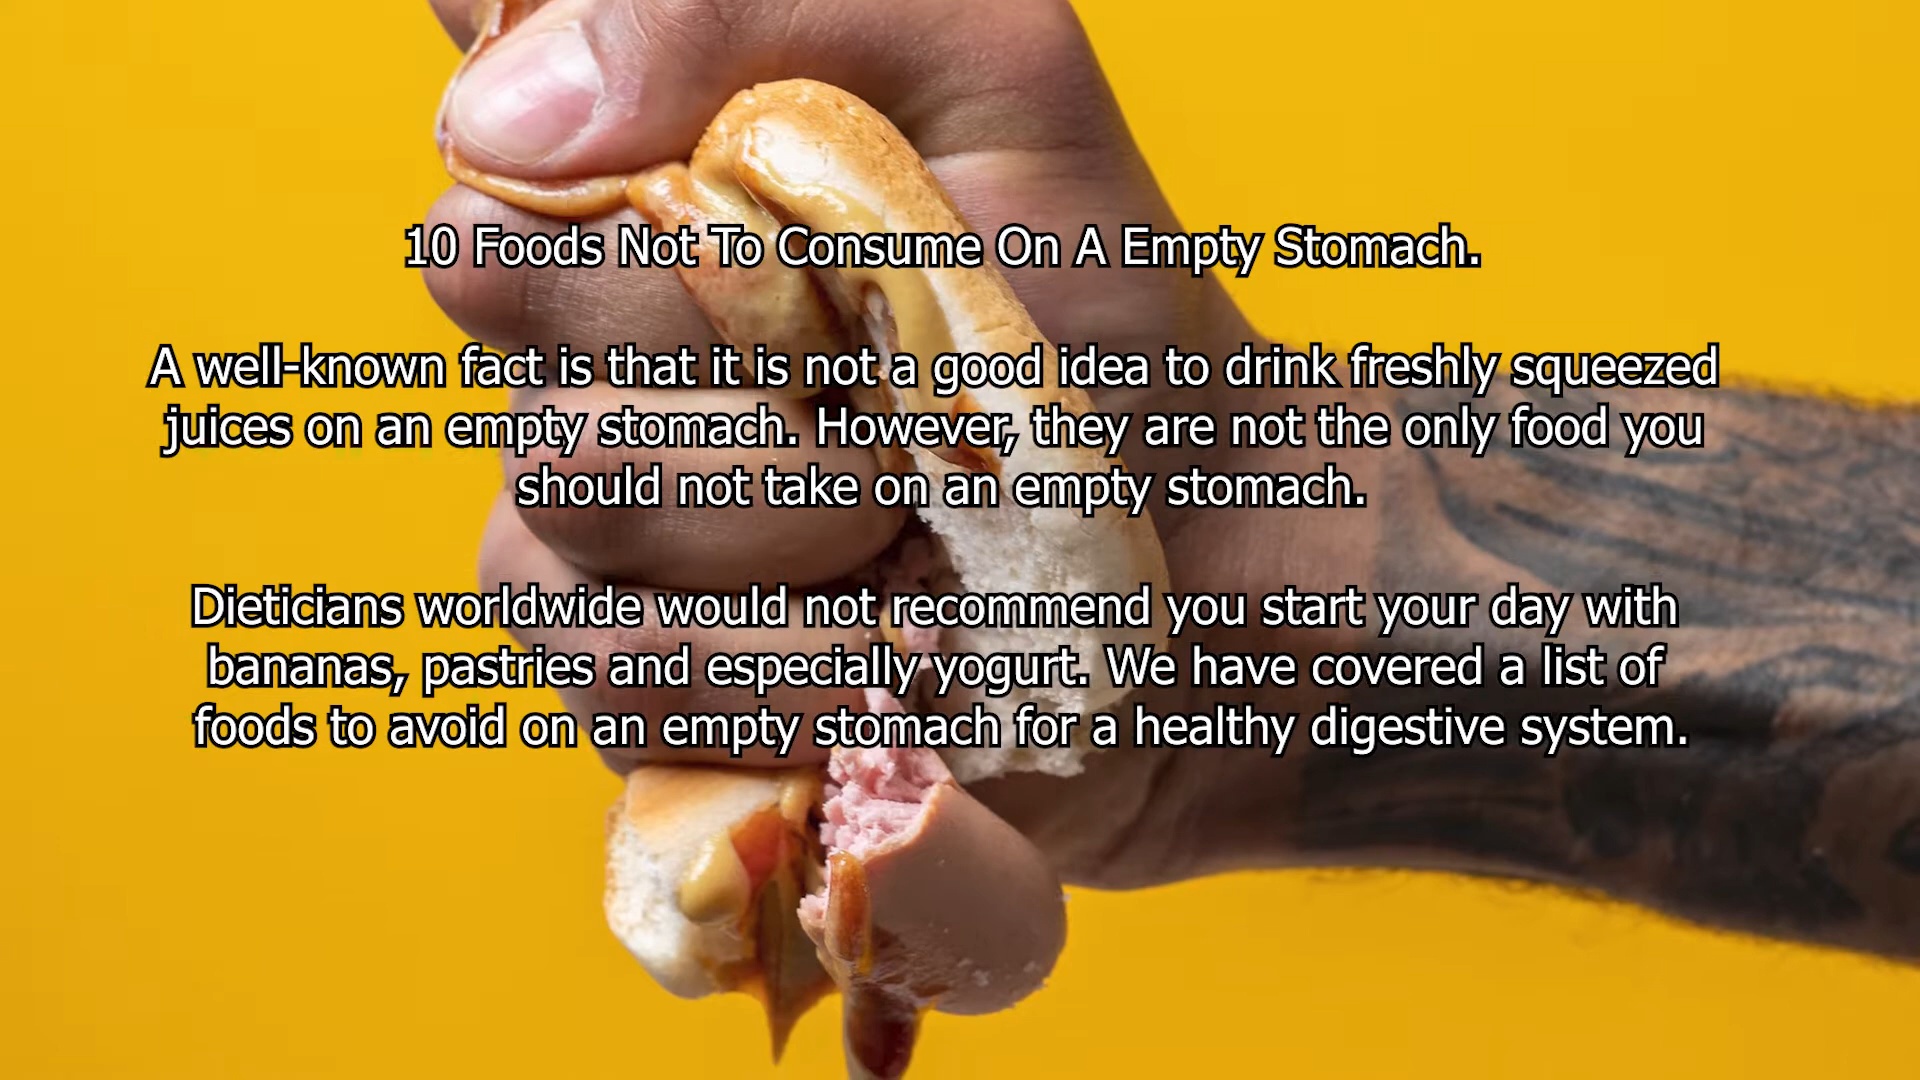 10 Foods Not To Consume On A Empty Stomach.
A well-known fact is that it is not a good idea to drink freshly squeezed
juices on an empty stomach. However, they are not the only food you
should not take on an empty stomach.
Dieticians worldwide would not recommend you start your day with
bananas, pastries and especially yogurt. We have covered a list of
foods to avoid on an empty stomach for a healthy digestive system.